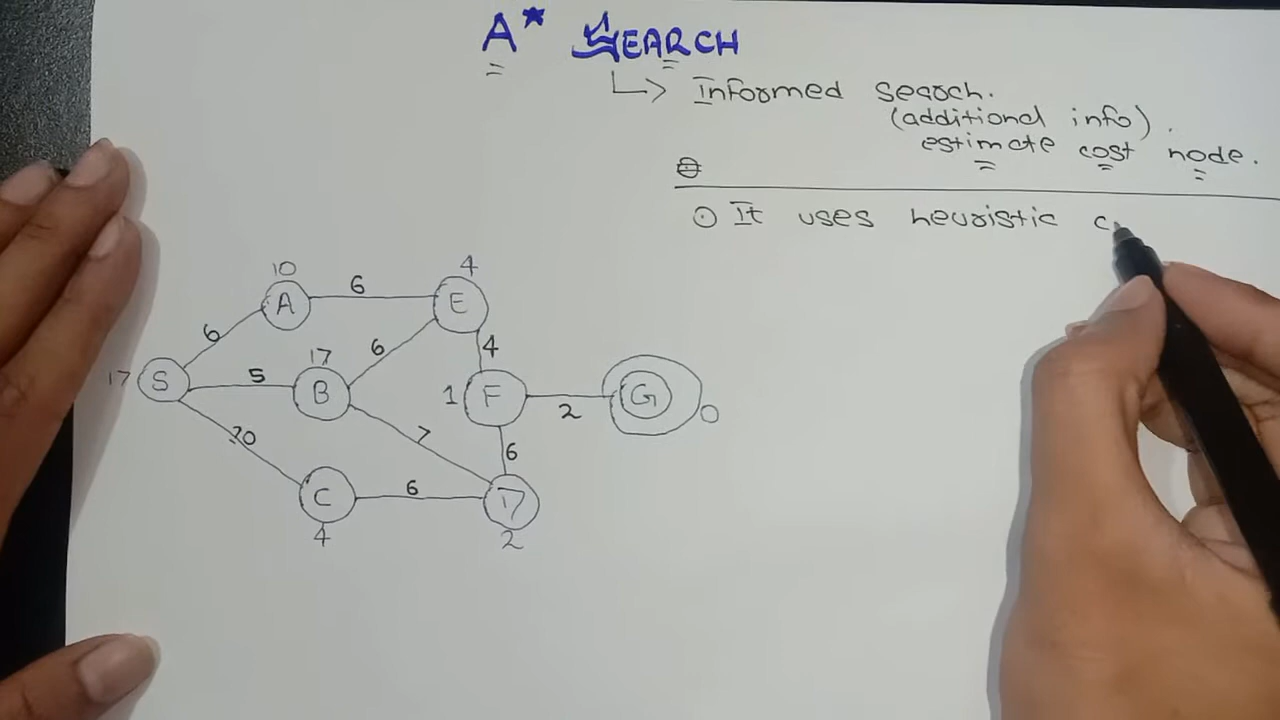 A* SEARCH
↳ Informed search.
(additional info).
estimate cost node.
⊙ It uses heuristic c
10
4
A
6
E
6
17
6
4
17
S
5
B
1
F
2
G
0
7
6
C
6
4
2